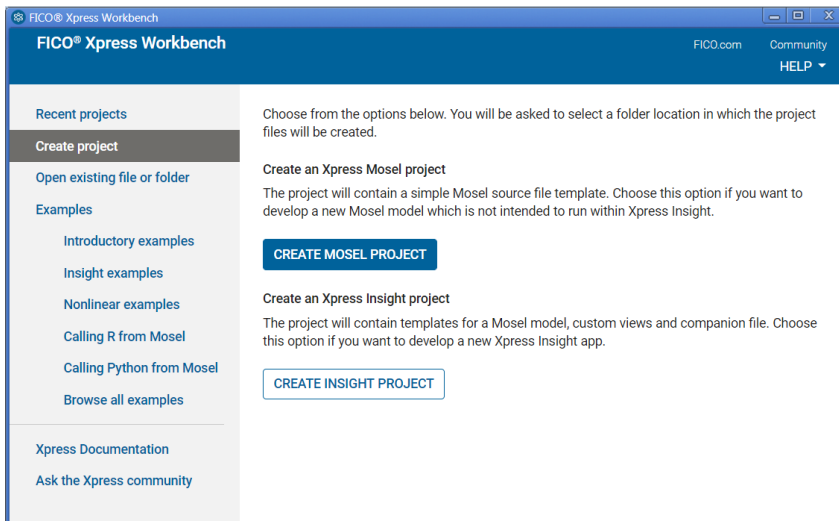 FICO® Xpress Workbench
FICO® Xpress Workbench
FICO.com
Community
HELP
Recent projects
Create project
Open existing file or folder
Examples
Introductory examples
Insight examples
Nonlinear examples
Calling R from Mosel
Calling Python from Mosel
Browse all examples
Xpress Documentation
Ask the Xpress community
Choose from the options below. You will be asked to select a folder location in which the project
files will be created.
Create an Xpress Mosel project
The project will contain a simple Mosel source file template. Choose this option if you want to
develop a new Mosel model which is not intended to run within Xpress Insight.
CREATE MOSEL PROJECT
Create an Xpress Insight project
The project will contain templates for a Mosel model, custom views and companion file. Choose
this option if you want to develop a new Xpress Insight app.
CREATE INSIGHT PROJECT